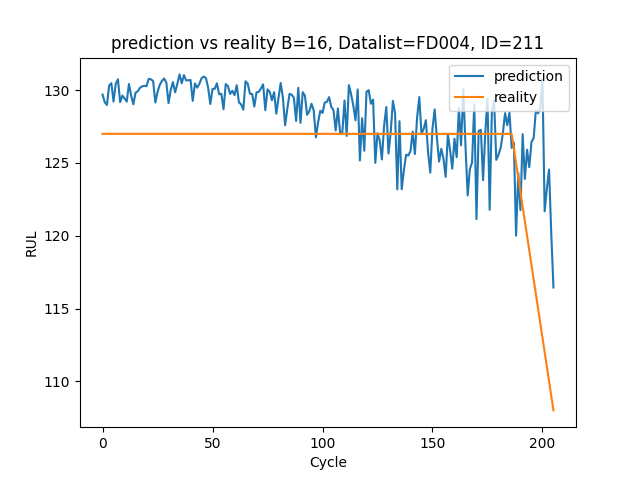 prediction vs reality B=16, Datalist=FD004, ID=211
prediction
reality
130
125
120
115
110
RUL
0
50
100
150
200
Cycle